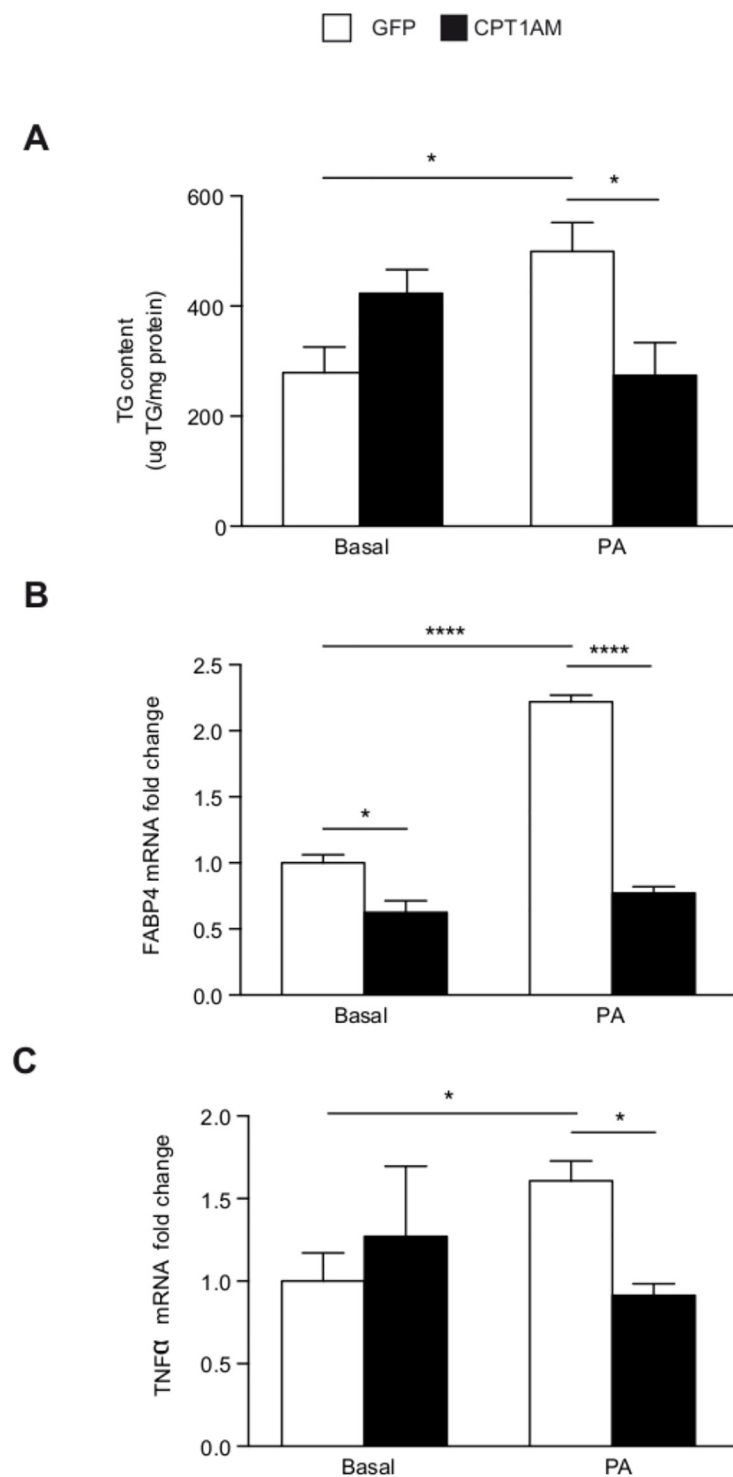 GFP CPT1AM
A
*
*
600
400
200
0
TG content
(ug TG/mg protein)
Basal PA
B
****
****
*
2.5
2.0
1.5
1.0
0.5
0.0
FABP4 mRNA fold change
Basal PA
C
*
*
2.0
1.5
1.0
0.5
0.0
TNFα mRNA fold change
Basal PA